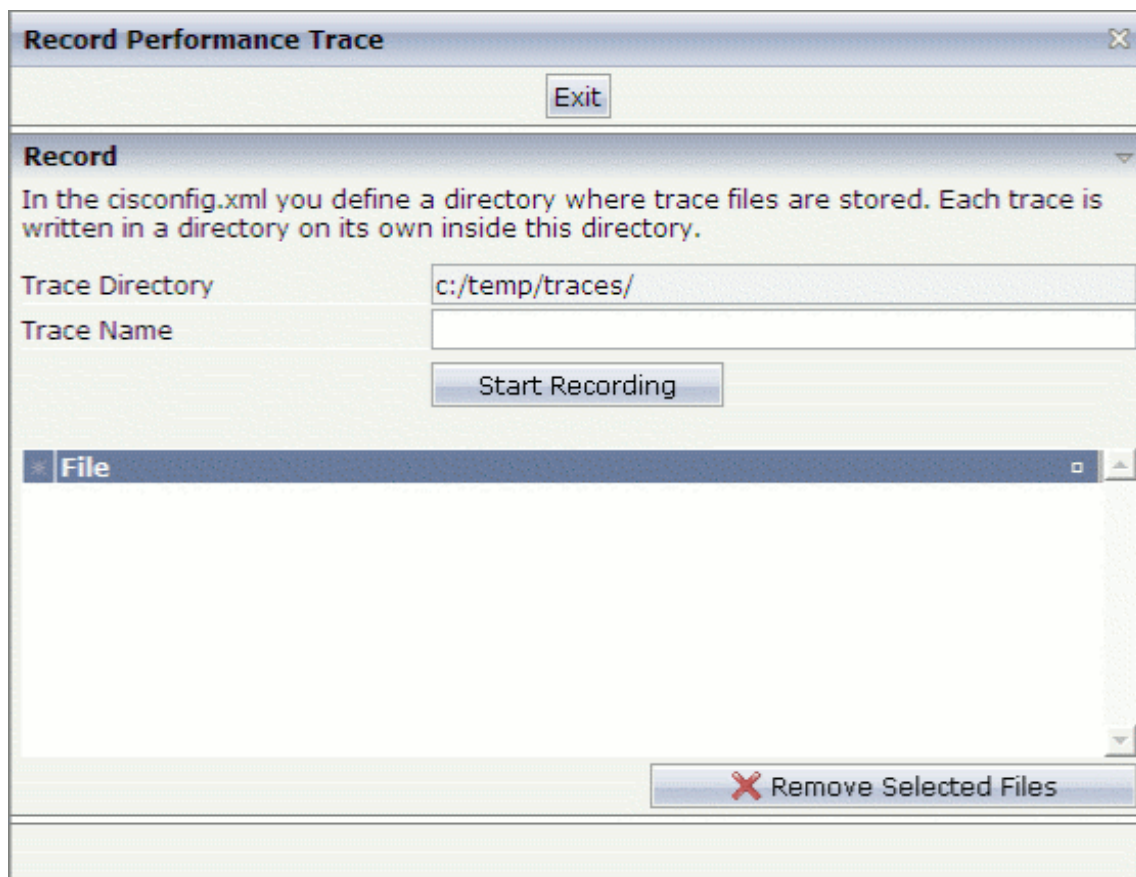 Record Performance Trace
Exit
Record
In the cisconfig.xml you define a directory where trace files are stored. Each trace is
written in a directory on its own inside this directory.
Trace Directory
c:/temp/traces/
Trace Name
Start Recording
File
Remove Selected Files